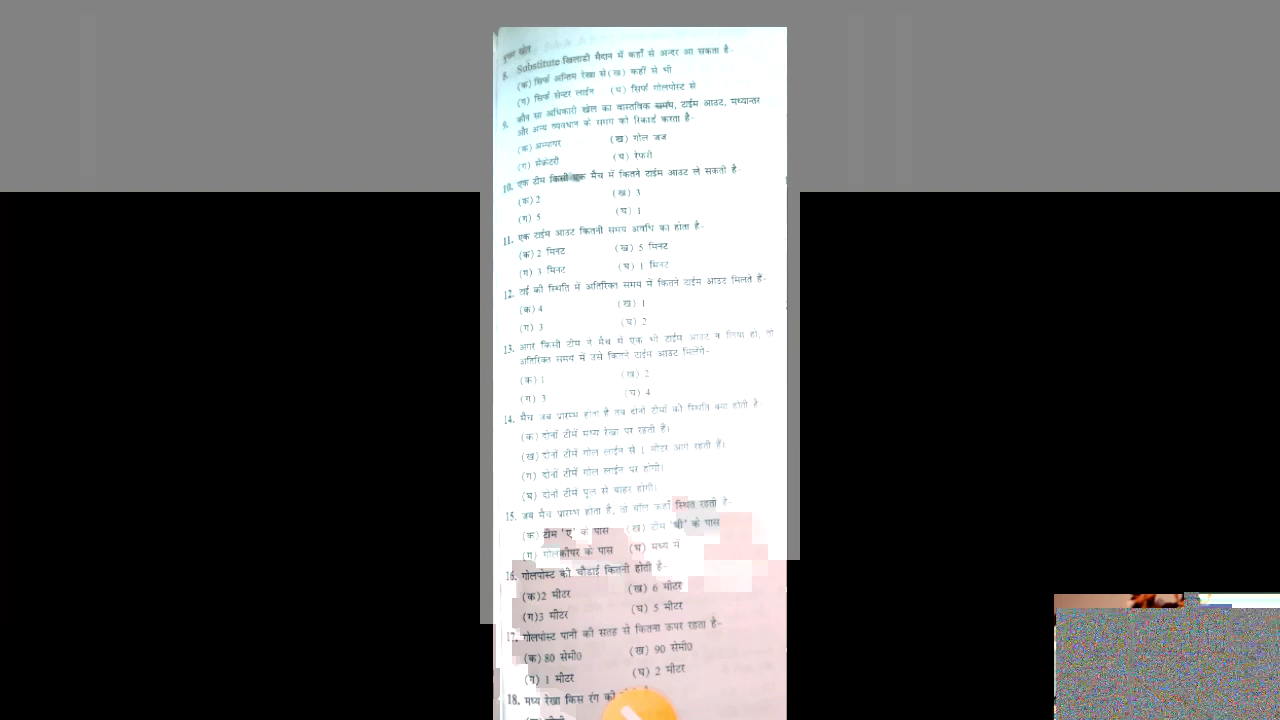 8. Substitute खिलाडी मैदान में कहाँ से अन्दर आ सकता है-
(क) सिर्फ अन्तिम रेखा से (ख) कहीं से भी
(ग) सिर्फ सेन्टर लाईन (घ) सिर्फ गोलपोस्ट से
9. कौन सा अधिकारी खेल का वास्तविक समय, टाईम आउट, मध्यान्तर
और अन्य व्यवधान के समय को रिकार्ड करता है-
(क) अम्पायर (ख) गोल जज
(ग) सेक्रेटरी (घ) रेफरी
10. एक टीम किसी एक मैच में कितने टाईम आउट ले सकती है-
(क) 2 (ख) 3
(ग) 5 (घ) 1
11. एक टाईम आउट कितनी समय अवधि का होता है-
(क) 2 मिनट (ख) 5 मिनट
(ग) 3 मिनट (घ) 1 मिनट
12. टाई की स्थिति में अतिरिक्त समय में कितने टाईम आउट मिलते हैं-
(क) 4 (ख) 1
(ग) 3 (घ) 2
13. अगर किसी टीम ने मैच में एक भी टाईम आउट न लिया हो, तो
अतिरिक्त समय में उसे कितने टाईम आउट मिलेंगे-
(क) 1 (ख) 2
(ग) 3 (घ) 4
14. मैच जब प्रारम्भ होता है तब दोनों टीमों की स्थिति क्या होती है
(क) दोनों टीमें मध्य रेखा पर रहती हैं।
(ख) दोनों टीमें गोल लाईन से 1 मीटर आगे रहती हैं।
(ग) दोनों टीमें गोल लाईन पर होंगी।
(घ) दोनों टीमें पूल से बाहर होंगी।
15. जब मैच प्रारम्भ होता है, तो बॉल कहाँ स्थित रहती है-
(क) टीम 'ए' के पास (ख) टीम 'बी' के पास
(ग) गोलकीपर के पास (घ) मध्य में
16. गोलपोस्ट की चौडाई कितनी होती है-
(क) 2 मीटर (ख) 6 मीटर
(ग) 3 मीटर (घ) 5 मीटर
17. गोलपोस्ट पानी की सतह से कितना ऊपर रहता है-
(क) 80 सेमी0 (ख) 90 सेमी0
(ग) 1 मीटर (घ) 2 मीटर
18. मध्य रेखा किस रंग की